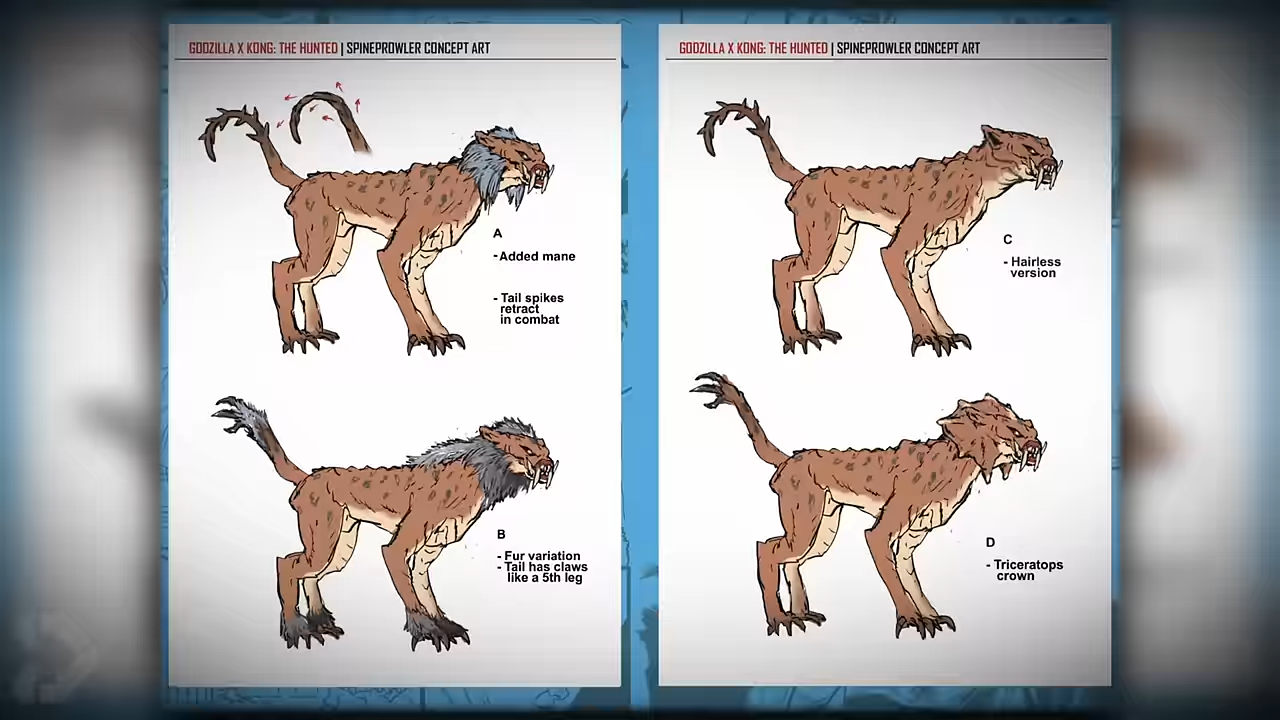 GODZILLA X KONG: THE HUNTED | SPINEPROWLER CONCEPT ART
A
- Added mane
- Tail spikes
retract
in combat
B
- Fur variation
- Tail has claws
like a 5th leg
GODZILLA X KONG: THE HUNTED | SPINEPROWLER CONCEPT ART
C
- Hairless
version
D
- Triceratops
crown